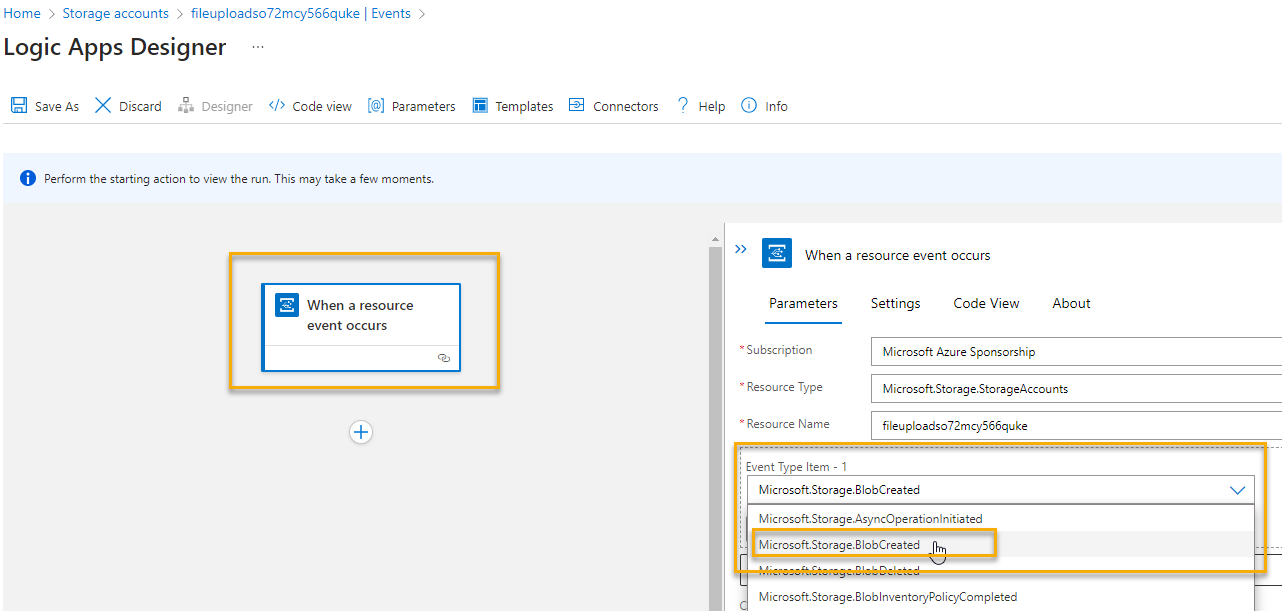 Home > Storage accounts > fileuploadso72mcy566quke | Events >
Logic Apps Designer ...
Save As Discard Designer Code view Parameters Templates Connectors Help Info
Perform the starting action to view the run. This may take a few moments.
When a resource
event occurs
When a resource event occurs
Parameters Settings Code View About
* Subscription Microsoft Azure Sponsorship
* Resource Type Microsoft.Storage.StorageAccounts
* Resource Name fileuploadso72mcy566quke
Event Type Item - 1
Microsoft.Storage.BlobCreated
Microsoft.Storage.AsyncOperationInitiated
Microsoft.Storage.BlobCreated
Microsoft.Storage.BlobDeleted
Microsoft.Storage.BlobInventoryPolicyCompleted